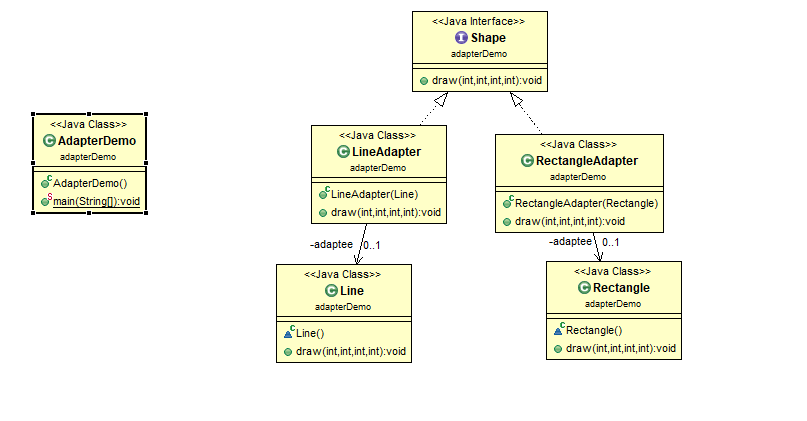 <<Java Interface>>
Shape
adapterDemo
draw(int,int,int,int):void
<<Java Class>>
AdapterDemo
adapterDemo
AdapterDemo()
main(String[]):void
<<Java Class>>
LineAdapter
adapterDemo
LineAdapter(Line)
draw(int,int,int,int):void
<<Java Class>>
RectangleAdapter
adapterDemo
RectangleAdapter(Rectangle)
draw(int,int,int,int):void
-adaptee 0..1
-adaptee 0..1
<<Java Class>>
Line
adapterDemo
Line()
draw(int,int,int,int):void
<<Java Class>>
Rectangle
adapterDemo
Rectangle()
draw(int,int,int,int):void